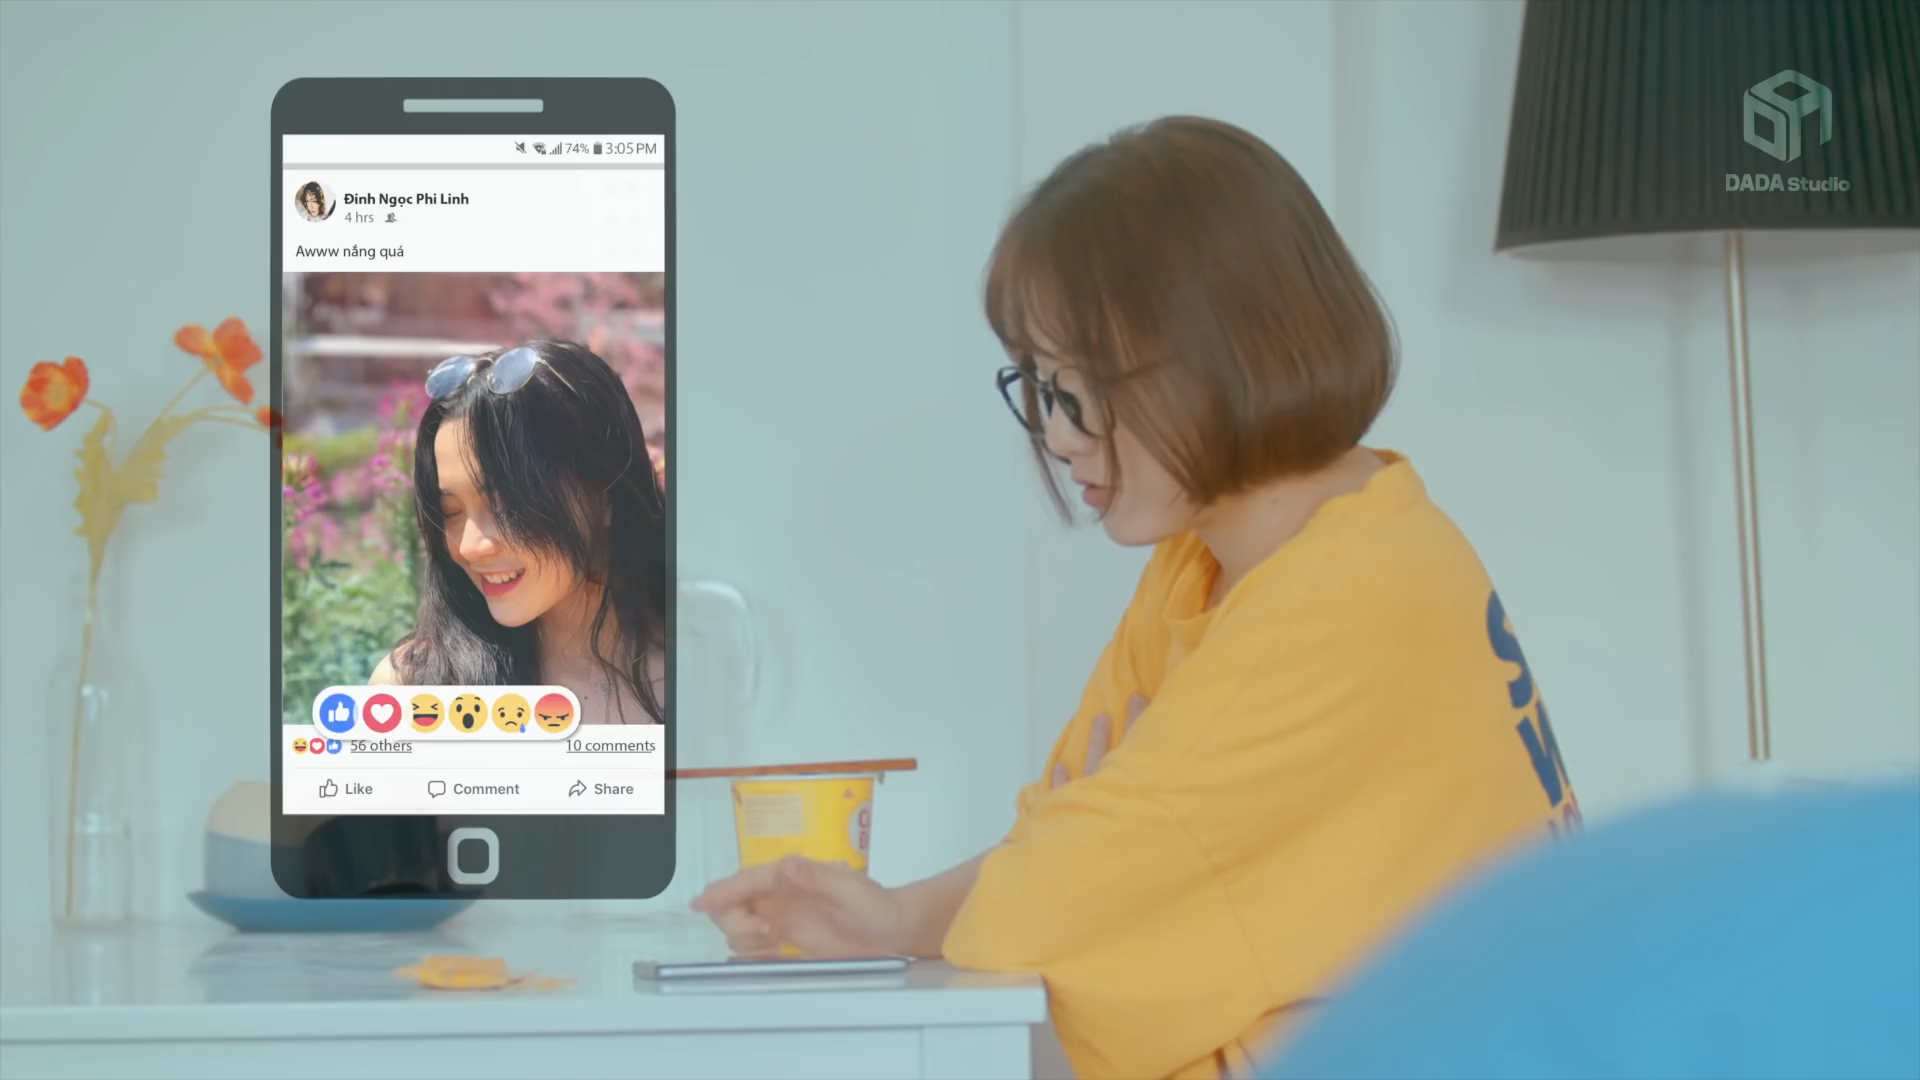 74% 3:05 PM
Đinh Ngọc Phi Linh
4 hrs
Awww nắng quá
56 others
10 comments
Like
Comment
Share
DADA Studio